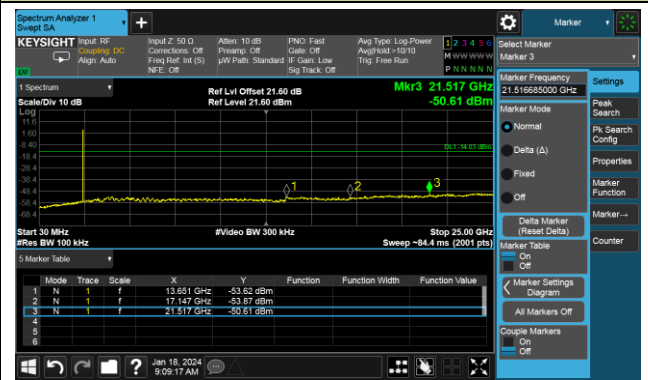 Spectrum Analyzer 1
Swept SA
KEYSIGHT
Input: RF
Coupling: DC
Align: Auto
Input Z: 50 Ω
Corrections: Off
Freq Ref: Int (S)
NFE: Off
Atten: 10 dB
Preamp: Off
µW Path: Standard
PNO: Fast
Gate: Off
IF Gain: Low
Sig Track: Off
Avg Type: Log-Power
Avg|Hold:>10/10
Trig: Free Run
1 2 3 4 5 6
M W W W W W
P N N N N N
LW
1 Spectrum
Scale/Div 10 dB
Log
Ref Lvl Offset 21.60 dB
Ref Level 21.60 dBm
Mkr3 21.517 GHz
-50.61 dBm
11.6
1.60
-8.40
-18.4
-28.4
-38.4
-48.4
-58.4
-68.4
DL1 -14.03 dBm
1
2
3
Start 30 MHz
#Res BW 100 kHz
#Video BW 300 kHz
Stop 25.00 GHz
Sweep ~84.4 ms (2001 pts)
5 Marker Table
Mode Trace Scale X Y Function Function Width Function Value
1 N 1 f 13.651 GHz -53.62 dBm
2 N 1 f 17.147 GHz -53.87 dBm
3 N 1 f 21.517 GHz -50.61 dBm
4
5
6
Jan 18, 2024
9:09:17 AM
Marker
Select Marker
Marker 3
Marker Frequency
21.516685000 GHz
Marker Mode
Normal
Delta (Δ)
Fixed
Off
Delta Marker
(Reset Delta)
Marker Table
On
Off
Marker Settings
Diagram
All Markers Off
Couple Markers
On
Off
Settings
Peak
Search
Pk Search
Config
Properties
Marker
Function
Marker→
Counter